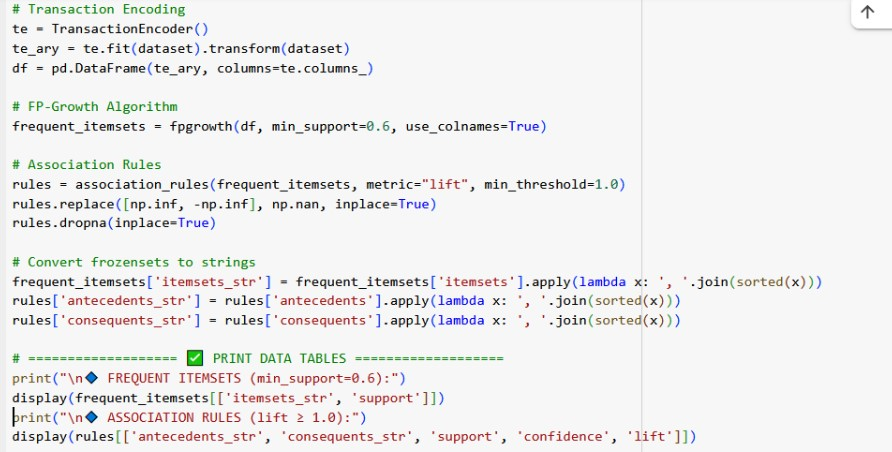 # Transaction Encoding
te = TransactionEncoder()
te_ary = te.fit(dataset).transform(dataset)
df = pd.DataFrame(te_ary, columns=te.columns_)
# FP-Growth Algorithm
frequent_itemsets = fpgrowth(df, min_support=0.6, use_colnames=True)
# Association Rules
rules = association_rules(frequent_itemsets, metric="lift", min_threshold=1.0)
rules.replace([np.inf, -np.inf], np.nan, inplace=True)
rules.dropna(inplace=True)
# Convert frozensets to strings
frequent_itemsets['itemsets_str'] = frequent_itemsets['itemsets'].apply(lambda x: ', '.join(sorted(x)))
rules['antecedents_str'] = rules['antecedents'].apply(lambda x: ', '.join(sorted(x)))
rules['consequents_str'] = rules['consequents'].apply(lambda x: ', '.join(sorted(x)))
# =================== ✅ PRINT DATA TABLES ===================
print("\n🔷 FREQUENT ITEMSETS (min_support=0.6):")
display(frequent_itemsets[['itemsets_str', 'support']])
print("\n🔷 ASSOCIATION RULES (lift ≥ 1.0):")
display(rules[['antecedents_str', 'consequents_str', 'support', 'confidence', 'lift']])